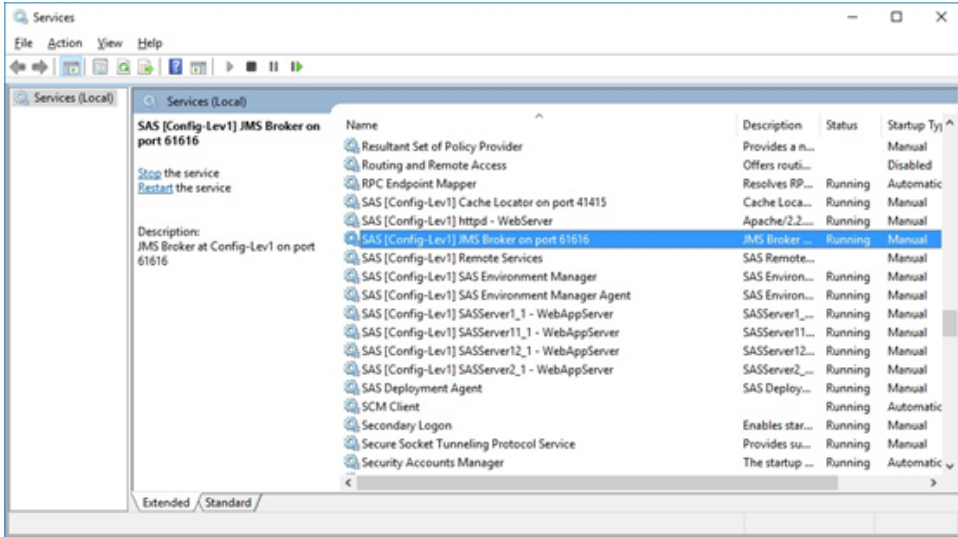 Services
File Action View Help
Services (Local)
Services (Local)
SAS [Config-Lev1] JMS Broker on
port 61616
Stop the service
Restart the service
Description:
JMS Broker at Config-Lev1 on port
61616
Name Description Status Startup Typ
Resultant Set of Policy Provider Provides a n... Manual
Routing and Remote Access Offers routi... Disabled
RPC Endpoint Mapper Resolves RP... Running Automatic
SAS [Config-Lev1] Cache Locator on port 41415 Cache Loca... Running Manual
SAS [Config-Lev1] httpd - WebServer Apache/2.2.... Running Manual
SAS [Config-Lev1] JMS Broker on port 61616 JMS Broker ... Running Manual
SAS [Config-Lev1] Remote Services SAS Remote... Manual
SAS [Config-Lev1] SAS Environment Manager SAS Environ... Running Manual
SAS [Config-Lev1] SAS Environment Manager Agent SAS Environ... Running Manual
SAS [Config-Lev1] SASServer1_1 - WebAppServer SASServer1_... Running Manual
SAS [Config-Lev1] SASServer11_1 - WebAppServer SASServer11... Running Manual
SAS [Config-Lev1] SASServer12_1 - WebAppServer SASServer12... Running Manual
SAS [Config-Lev1] SASServer2_1 - WebAppServer SASServer2_... Running Manual
SAS Deployment Agent SAS Deploy... Running Manual
SCM Client Running Automatic
Secondary Logon Enables star... Running Manual
Secure Socket Tunneling Protocol Service Provides su... Running Manual
Security Accounts Manager The startup ... Running Automatic
Extended Standard